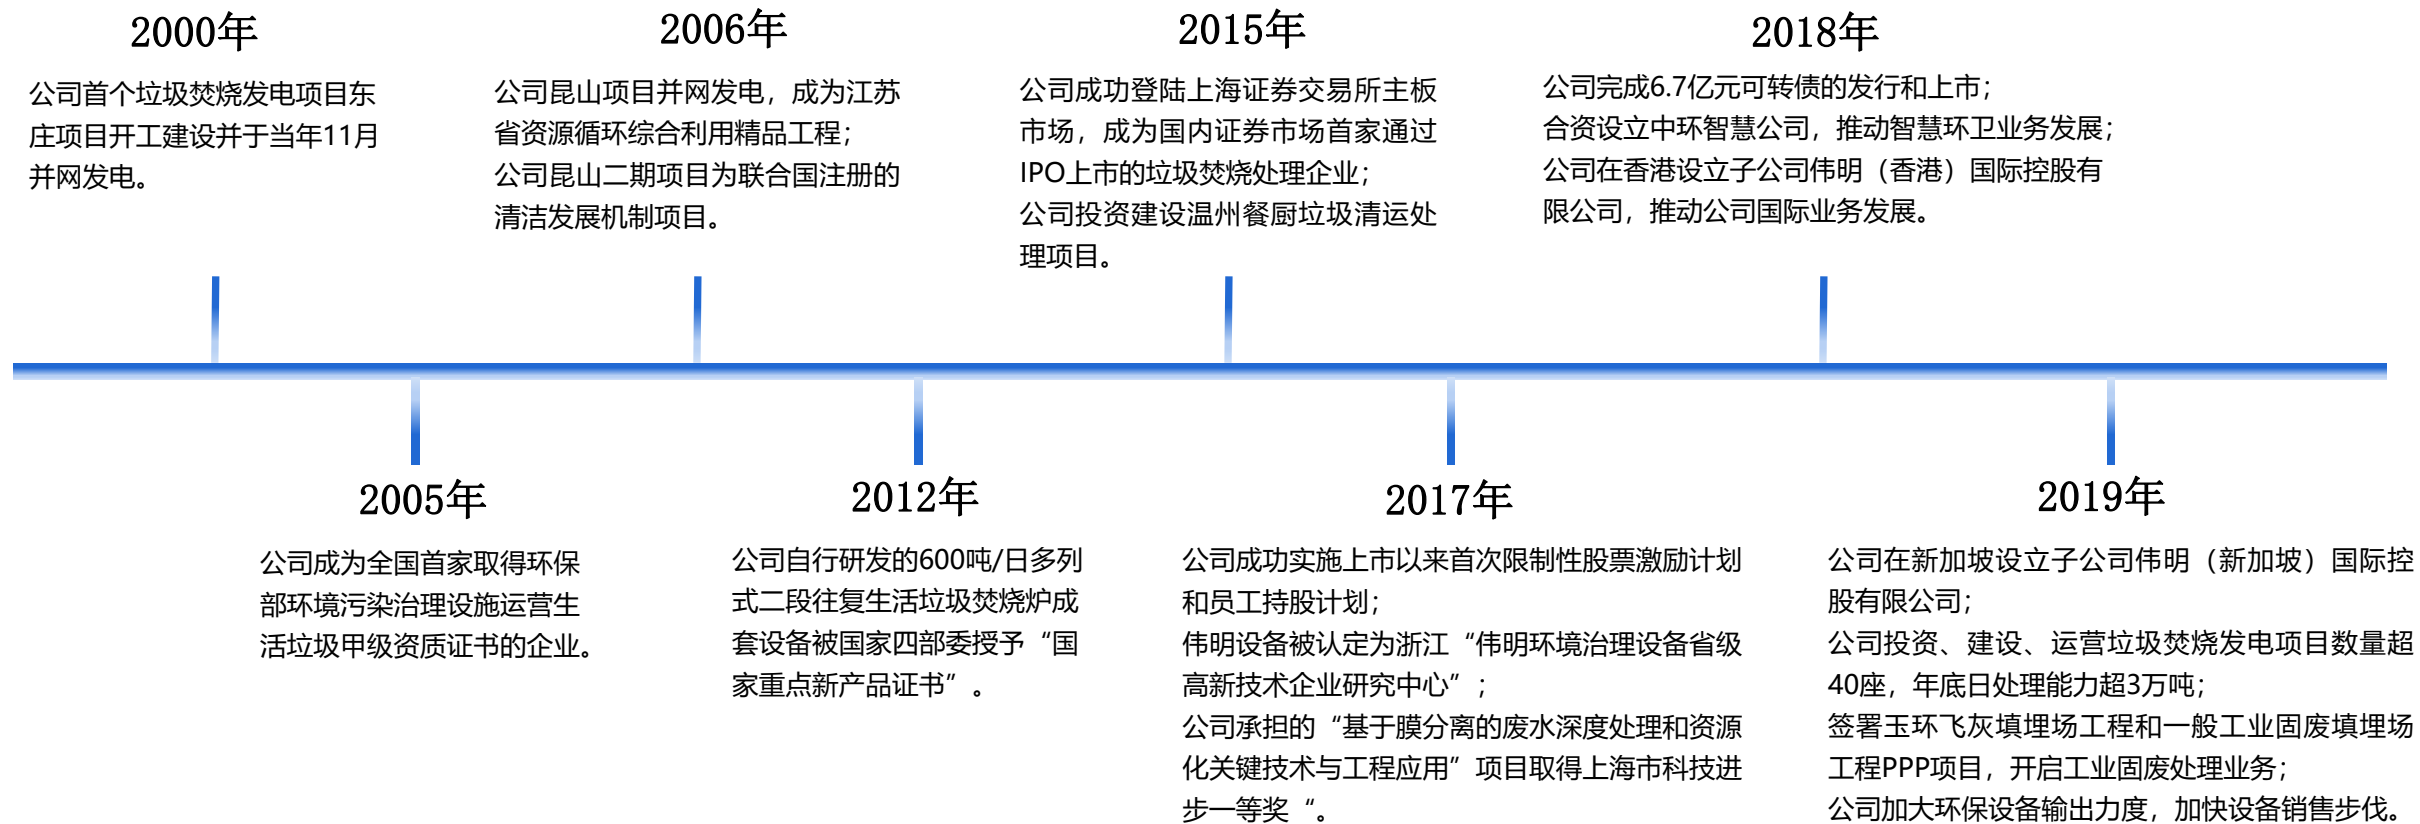 2000年
公司首个垃圾焚烧发电项目东
庄项目开工建设并于当年11月
并网发电。
2006年
公司昆山项目并网发电，成为江苏
省资源循环综合利用精品工程；
公司昆山二期项目为联合国注册的
清洁发展机制项目。
2015年
公司成功登陆上海证券交易所主板
市场，成为国内证券市场首家通过
IPO上市的垃圾焚烧处理企业；
公司投资建设温州餐厨垃圾清运处
理项目。
2018年
公司完成6.7亿元可转债的发行和上市；
合资设立中环智慧公司，推动智慧环卫业务发展；
公司在香港设立子公司伟明（香港）国际控股有
限公司，推动公司国际业务发展。
2005年
公司成为全国首家取得环保
部环境污染治理设施运营生
活垃圾甲级资质证书的企业。
2012年
公司自行研发的600吨/日多列
式二段往复生活垃圾焚烧炉成
套设备被国家四部委授予“国
家重点新产品证书”。
2017年
公司成功实施上市以来首次限制性股票激励计划
和员工持股计划；
伟明设备被认定为浙江“伟明环境治理设备省级
高新技术企业研究中心”；
公司承担的“基于膜分离的废水深度处理和资源
化关键技术与工程应用”项目取得上海市科技进
步一等奖“。
2019年
公司在新加坡设立子公司伟明（新加坡）国际控
股有限公司；
公司投资、建设、运营垃圾焚烧发电项目数量超
40座，年底日处理能力超3万吨；
签署玉环飞灰填埋场工程和一般工业固废填埋场
工程PPP项目，开启工业固废处理业务；
公司加大环保设备输出力度，加快设备销售步伐。